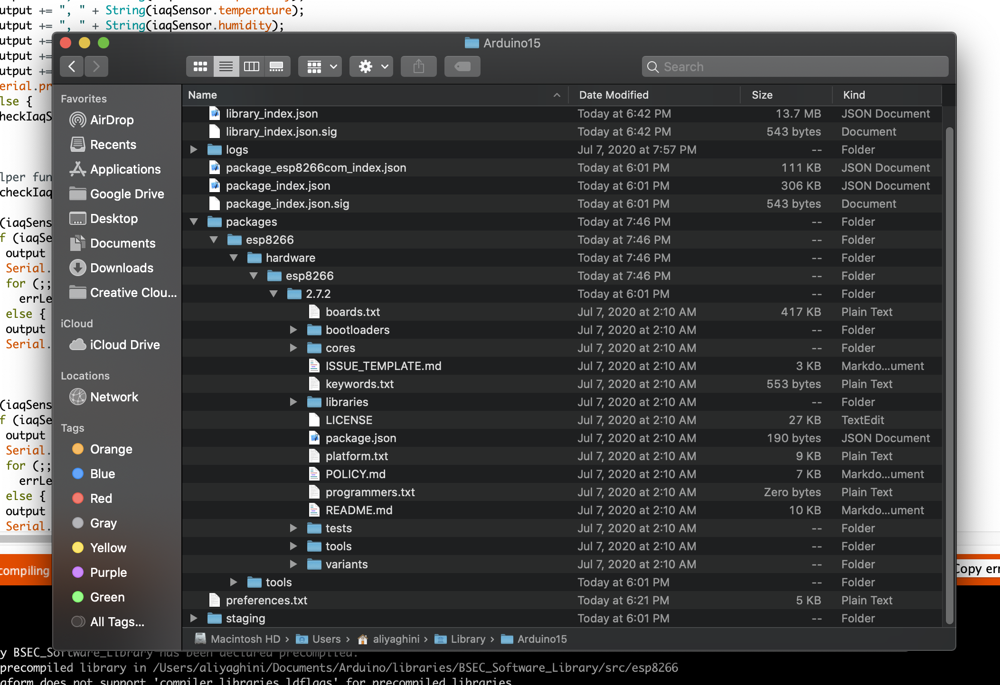 utput += ", " + String(iaqSensor.temperature);
utput += ", " + String(iaqSensor.humidity);
utput +=
utput +=
utput +=
erial.pr
lse {
heckIaqS
lper fun
checkIaq
(iaqSens
f (iaqSe
output
Serial.
for (;;
errLe
else {
output
Serial.
(iaqSens
f (iaqSe
output
Serial.
for (;;
errLe
else {
output
Serial.
compiling
Arduino15
Search
Favorites
AirDrop
Recents
Applications
Google Drive
Desktop
Documents
Downloads
Creative Clou...
iCloud
iCloud Drive
Locations
Network
Tags
Orange
Blue
Red
Gray
Yellow
Purple
Green
All Tags...
Name Date Modified Size Kind
library_index.json Today at 6:42 PM 13.7 MB JSON Document
library_index.json.sig Today at 6:42 PM 543 bytes Document
logs Jul 7, 2020 at 7:57 PM -- Folder
package_esp8266com_index.json Today at 6:01 PM 111 KB JSON Document
package_index.json Today at 6:01 PM 306 KB JSON Document
package_index.json.sig Today at 6:01 PM 543 bytes Document
packages Today at 7:46 PM -- Folder
esp8266 Today at 7:46 PM -- Folder
hardware Today at 7:46 PM -- Folder
esp8266 Today at 7:46 PM -- Folder
2.7.2 Today at 6:01 PM -- Folder
boards.txt Jul 7, 2020 at 2:10 AM 417 KB Plain Text
bootloaders Jul 7, 2020 at 2:10 AM -- Folder
cores Jul 7, 2020 at 2:10 AM -- Folder
ISSUE_TEMPLATE.md Jul 7, 2020 at 2:10 AM 3 KB Markdo...ument
keywords.txt Jul 7, 2020 at 2:10 AM 553 bytes Plain Text
libraries Jul 7, 2020 at 2:10 AM -- Folder
LICENSE Jul 7, 2020 at 2:10 AM 27 KB TextEdit
package.json Jul 7, 2020 at 2:10 AM 190 bytes JSON Document
platform.txt Jul 7, 2020 at 2:10 AM 9 KB Plain Text
POLICY.md Jul 7, 2020 at 2:10 AM 7 KB Markdo...ument
programmers.txt Jul 7, 2020 at 2:10 AM Zero bytes Plain Text
README.md Jul 7, 2020 at 2:10 AM 10 KB Markdo...ument
tests Jul 7, 2020 at 2:10 AM -- Folder
tools Jul 7, 2020 at 2:10 AM -- Folder
variants Jul 7, 2020 at 2:10 AM -- Folder
tools Today at 6:01 PM -- Folder
preferences.txt Today at 6:21 PM 5 KB Plain Text
staging Today at 6:01 PM -- Folder
Macintosh HD › Users › aliyaghini › Library › Arduino15
Copy err
y BSEC_Software_Library has been declared precompiled:
precompiled library in /Users/aliyaghini/Documents/Arduino/libraries/BSEC_Software_Library/src/esp8266
aform does not support 'compiler.libraries.ldflags' for precompiled libraries